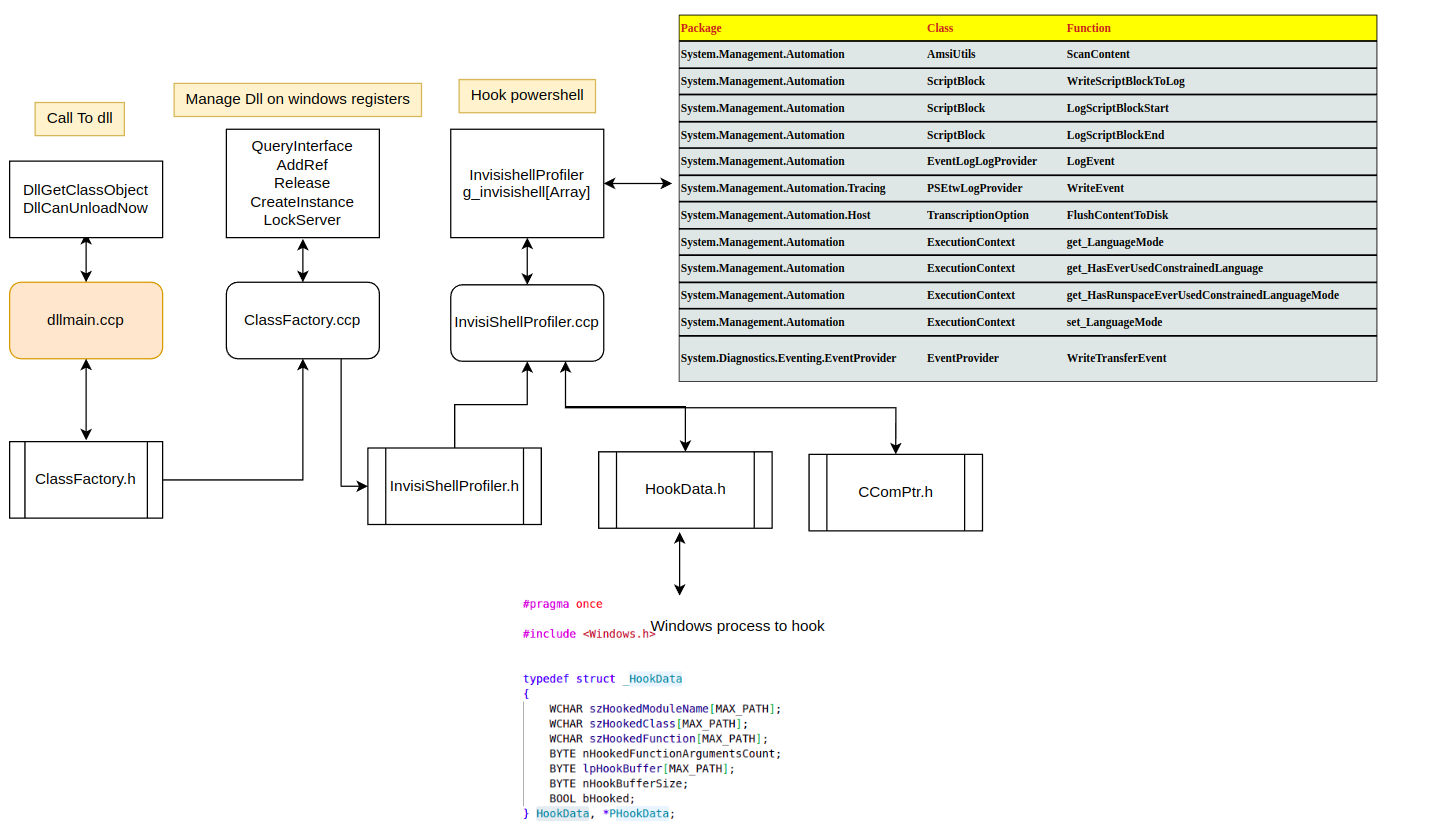 Call To dll
Manage Dll on windows registers
Hook powershell
DllGetClassObject
DllCanUnloadNow
QueryInterface
AddRef
Release
CreateInstance
LockServer
InvisishellProfiler
g_invisishell[Array]
dllmain.ccp
ClassFactory.ccp
InvisiShellProfiler.ccp
Package Class Function
System.Management.Automation AmsiUtils ScanContent
System.Management.Automation ScriptBlock WriteScriptBlockToLog
System.Management.Automation ScriptBlock LogScriptBlockStart
System.Management.Automation ScriptBlock LogScriptBlockEnd
System.Management.Automation EventLogLogProvider LogEvent
System.Management.Automation.Tracing PSEtwLogProvider WriteEvent
System.Management.Automation.Host TranscriptionOption FlushContentToDisk
System.Management.Automation ExecutionContext get_LanguageMode
System.Management.Automation ExecutionContext get_HasEverUsedConstrainedLanguage
System.Management.Automation ExecutionContext get_HasRunspaceEverUsedConstrainedLanguageMode
System.Management.Automation ExecutionContext set_LanguageMode
System.Diagnostics.Eventing.EventProvider EventProvider WriteTransferEvent
ClassFactory.h
InvisiShellProfiler.h
HookData.h
CComPtr.h
#pragma once
Windows process to hook
#include <Windows.h>
typedef struct _HookData
{
WCHAR szHookedModuleName[MAX_PATH];
WCHAR szHookedClass[MAX_PATH];
WCHAR szHookedFunction[MAX_PATH];
BYTE nHookedFunctionArgumentsCount;
BYTE lpHookBuffer[MAX_PATH];
BYTE nHookBufferSize;
BOOL bHooked;
} HookData, *PHookData;